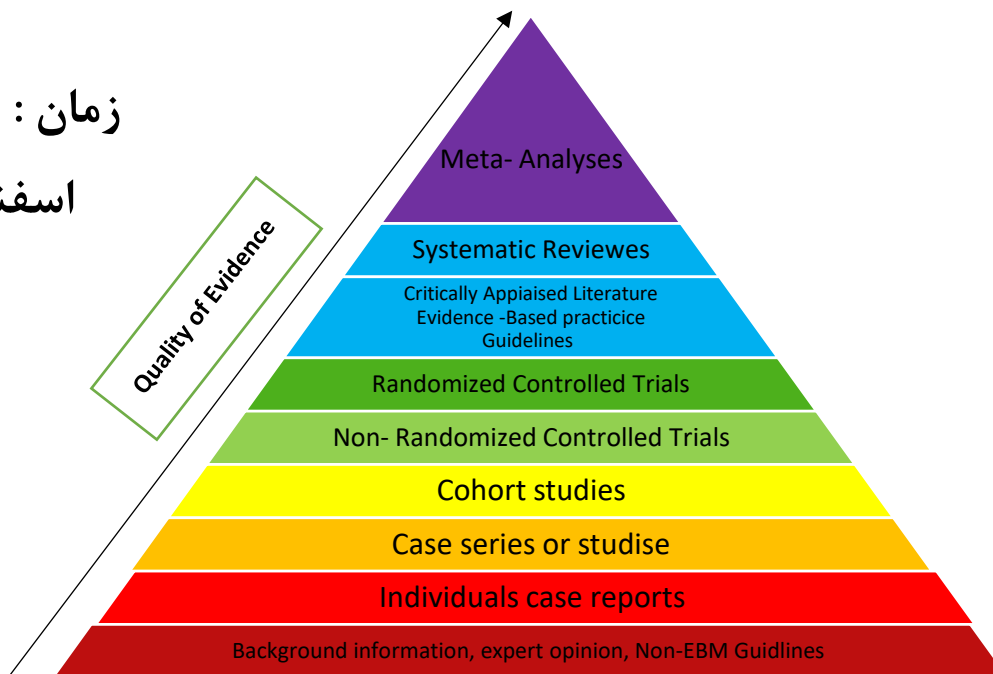 زمان :
Meta- Analyses
Quality of Evidence
Systematic Reviewes
Critically Appiaised Literature
Evidence -Based practicice
Guidelines
Randomized Controlled Trials
Non- Randomized Controlled Trials
Cohort studies
Case series or studise
Individuals case reports
Background information, expert opinion, Non-EBM Guidlines